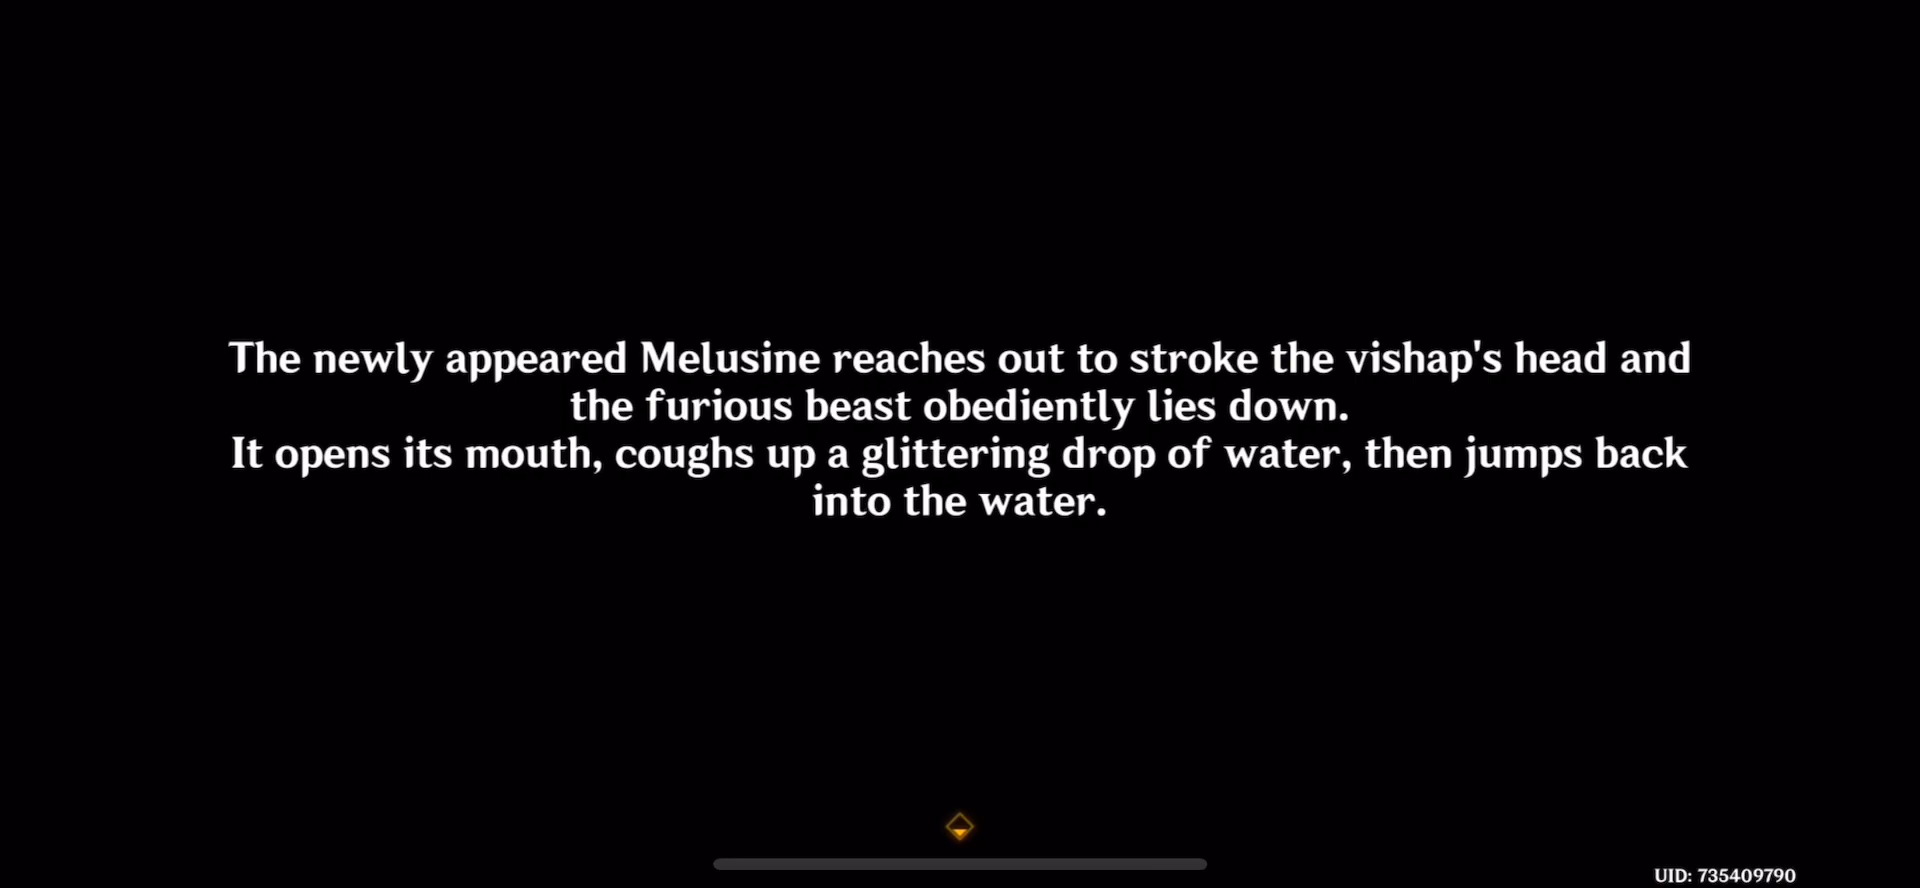 The newly appeared Melusine reaches out to stroke the vishap's head and
the furious beast obediently lies down.
It opens its mouth, coughs up a glittering drop of water, then jumps back
into the water.
UID: 735409790